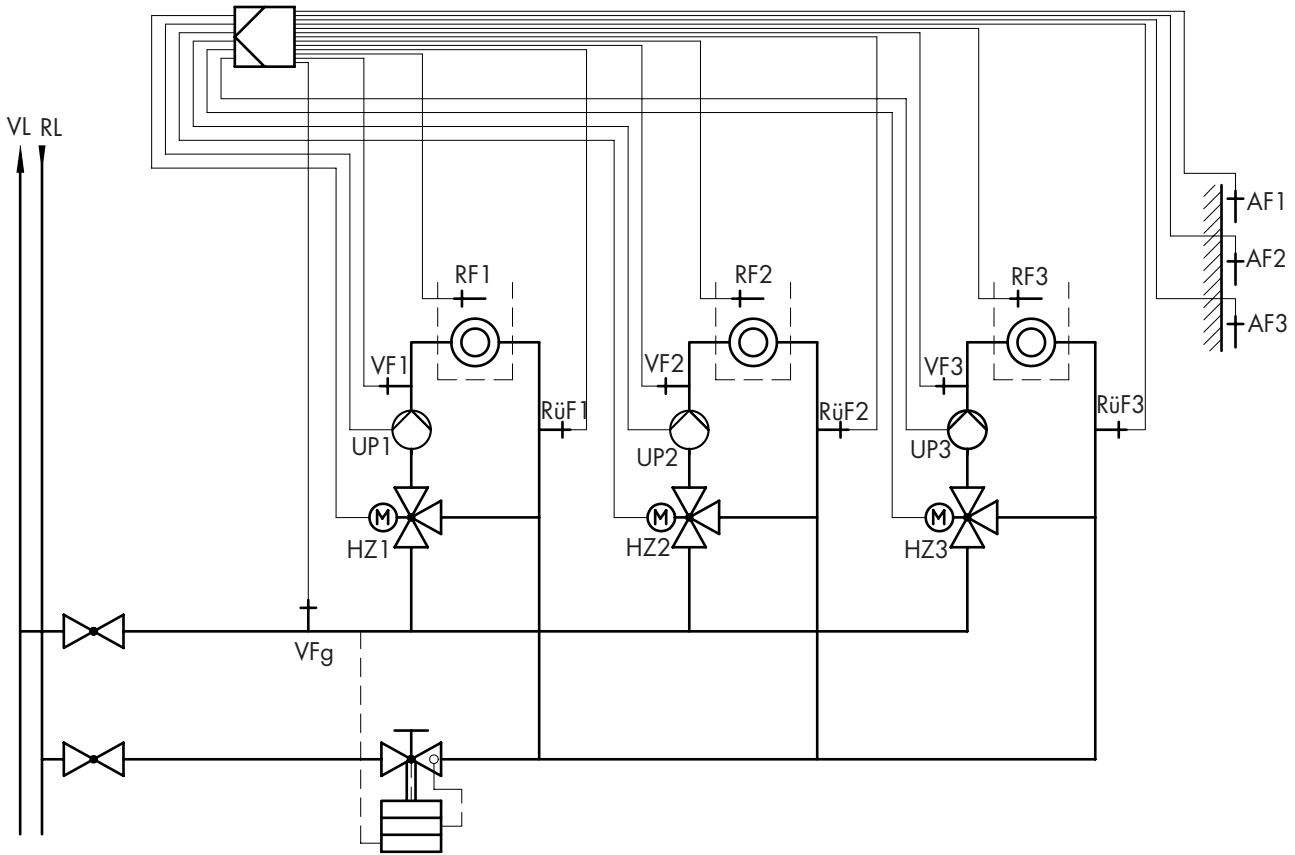 VL RL
AF1
AF2
AF3
RF1 RF2 RF3
VF1 VF2 VF3
RüF1 RüF2 RüF3
UP1 UP2 UP3
M M M
HZ1 HZ2 HZ3
VFg